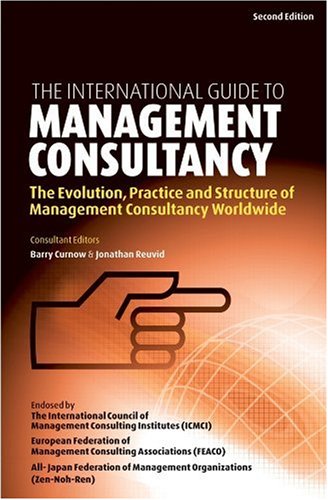 Second Edition
THE INTERNATIONAL GUIDE TO
MANAGEMENT
CONSULTANCY
The Evolution, Practice and Structure of
Management Consultancy Worldwide
Consultant Editors
Barry Curnow & Jonathan Reuvid
Endosed by
The International Council of
Management Consulting Institutes (ICMCI)
European Federation of
Management Consulting Associations (FEACO)
All- Japan Federation of Management Organizations
(Zen-Noh-Ren)